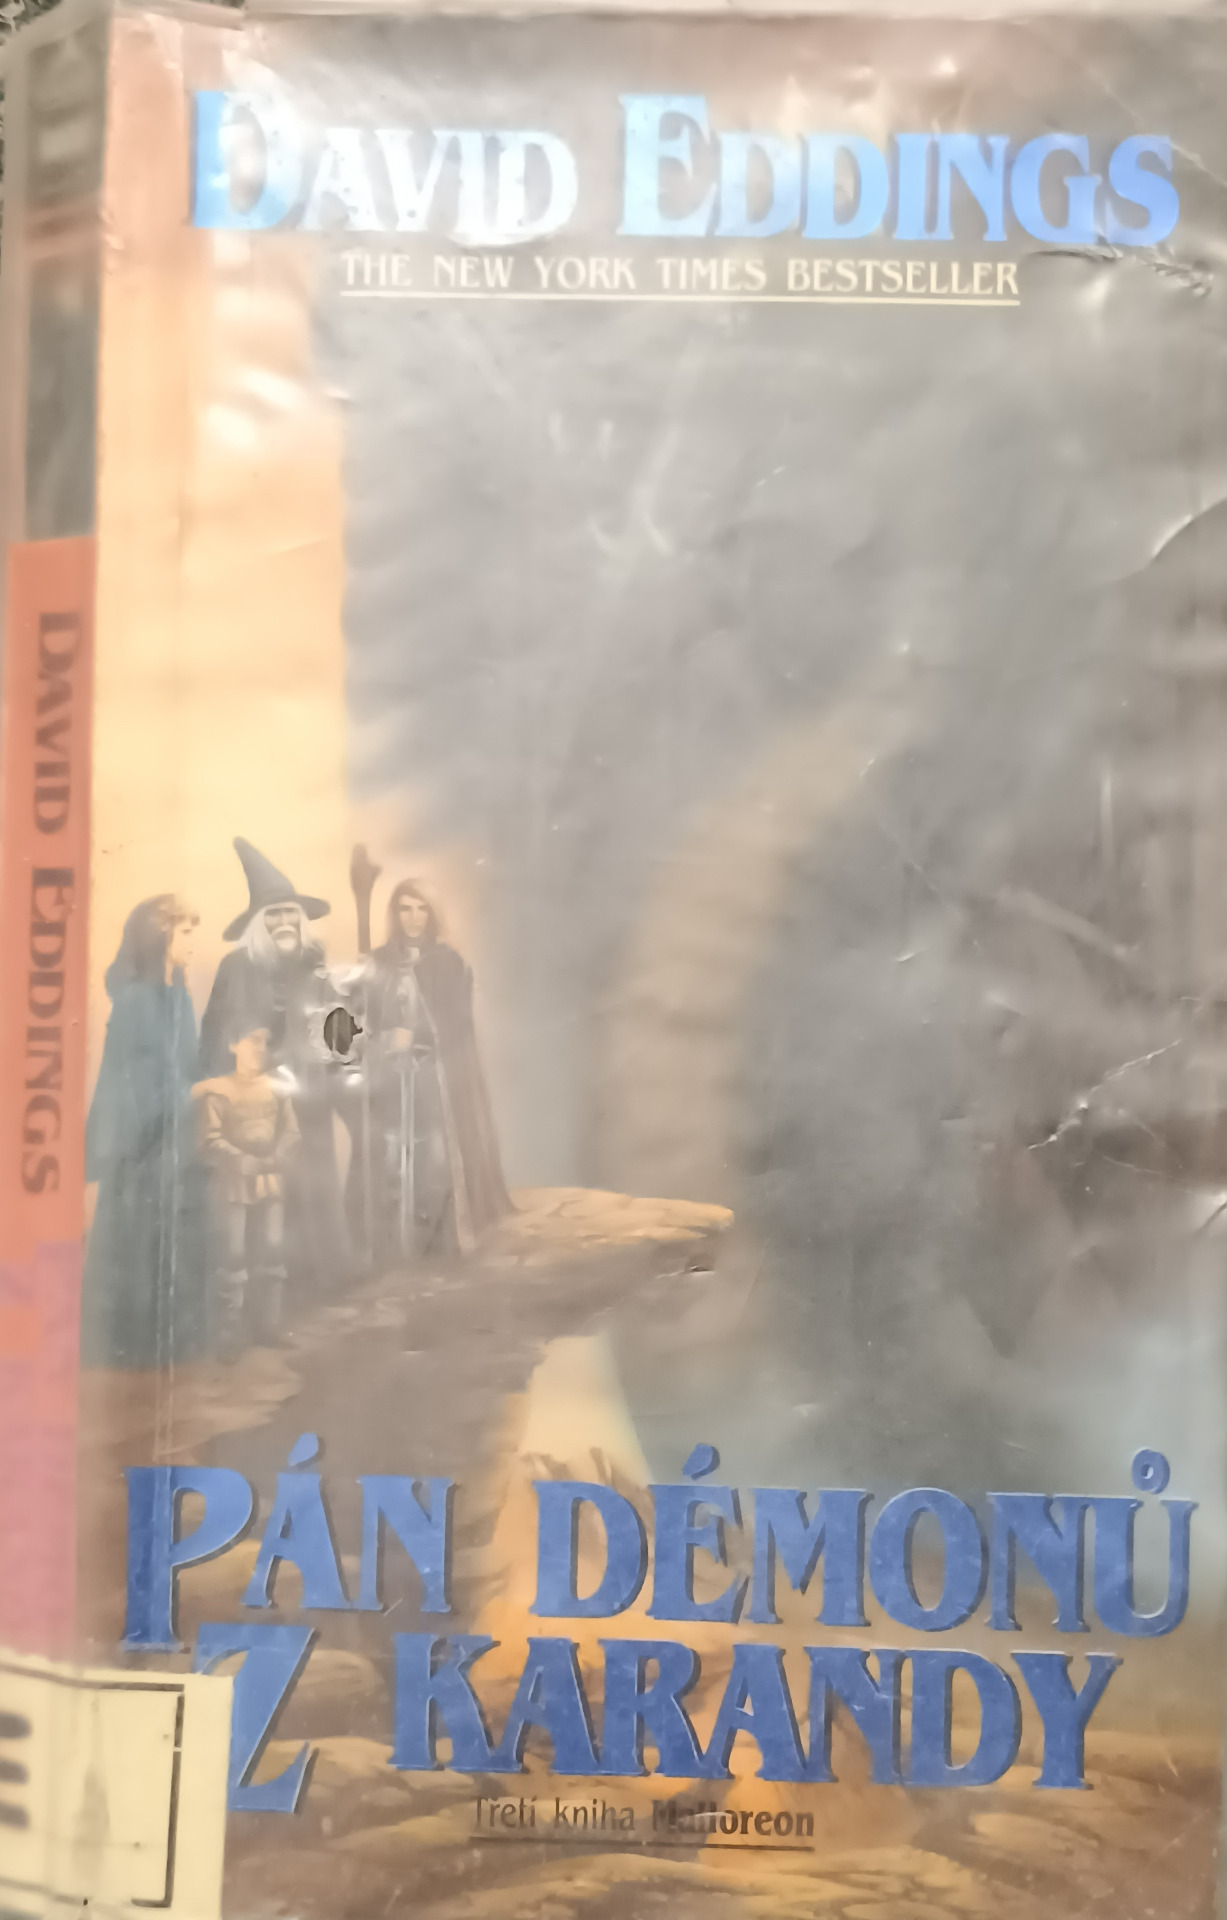 DAVID EDDINGS
THE NEW YORK TIMES BESTSELLER
DAVID EDDINGS
PÁN DÉMONŮ
Z KARANDY
Třetí kniha Malloreon